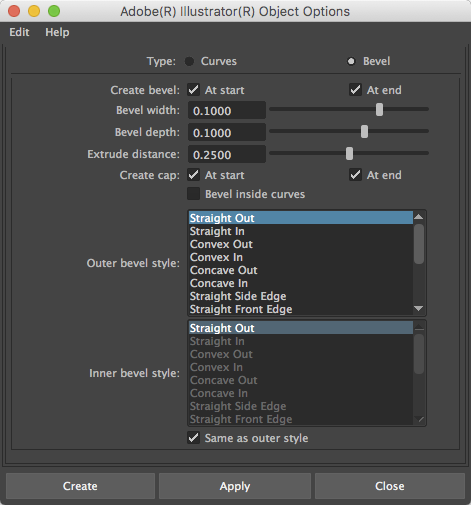 Adobe(R) Illustrator(R) Object Options
Edit Help
Type: Curves Bevel
Create bevel: At start At end
Bevel width: 0.1000
Bevel depth: 0.1000
Extrude distance: 0.2500
Create cap: At start At end
Bevel inside curves
Outer bevel style:
Straight Out
Straight In
Convex Out
Convex In
Concave Out
Concave In
Straight Side Edge
Straight Front Edge
Inner bevel style:
Straight Out
Straight In
Convex Out
Convex In
Concave Out
Concave In
Straight Side Edge
Straight Front Edge
Same as outer style
Create Apply Close